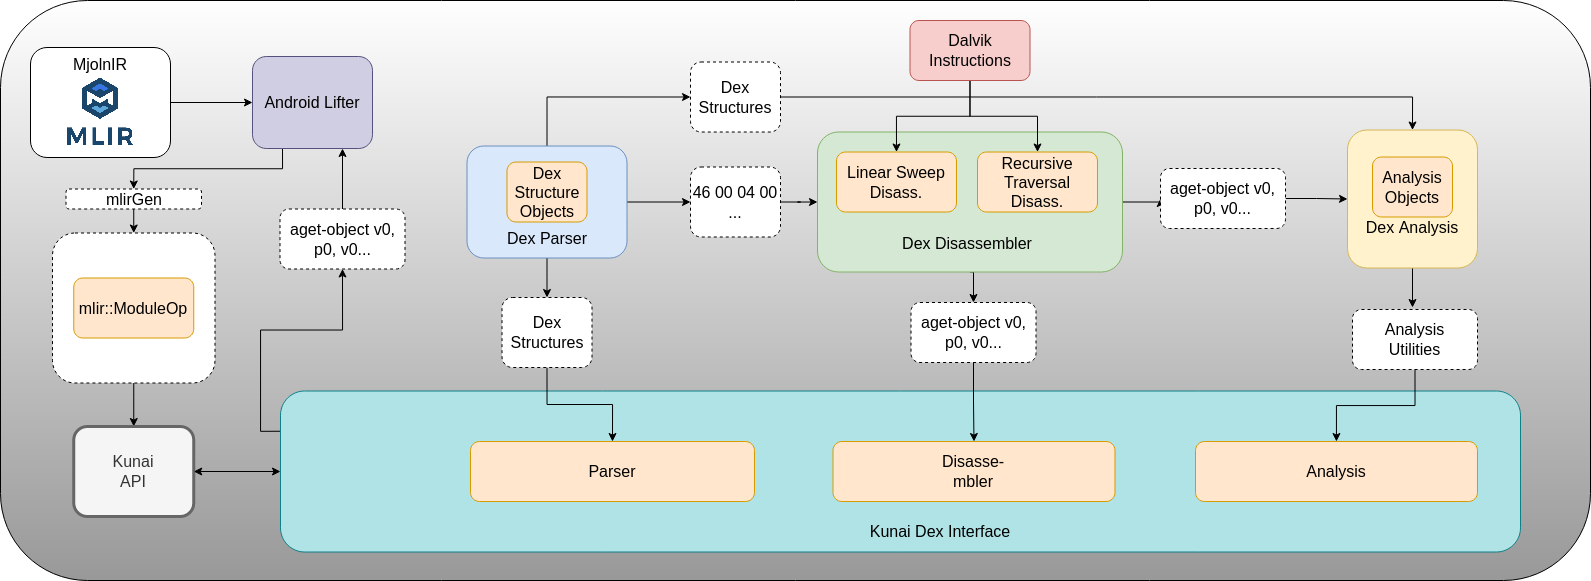 MjolnIR
MLIR
Android Lifter
mlirGen
aget-object v0,
p0, v0...
mlir::ModuleOp
Kunai
API
Dex
Structures
Dex
Structure
Objects
Dex Parser
46 00 04 00
...
Dex
Structures
Dalvik
Instructions
Linear Sweep
Disass.
Recursive
Traversal
Disass.
Dex Disassembler
aget-object v0,
p0, v0...
aget-object v0,
p0, v0...
Analysis
Objects
Dex Analysis
Analysis
Utilities
Parser
Disasse-
mbler
Analysis
Kunai Dex Interface